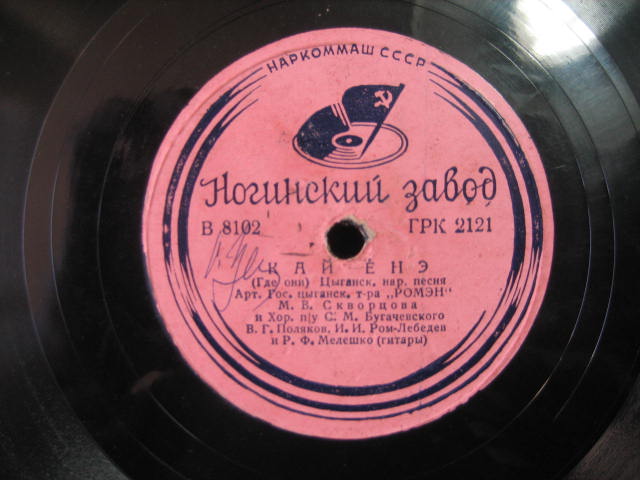 НАРКОММАШ СССР
Ногинский завод
В 8102 ГРК 2121
КАЙ ЁНЭ
(Где они) Цыганск. нар. песня
Арт. Гос. цыганск. т-ра „РОМЭН"
М. В. Скворцова
и Хор. п/у С. М. Бугачевского
В. Г. Поляков, И. И. Ром-Лебедев
и Р. Ф. Мелешко (гитары)